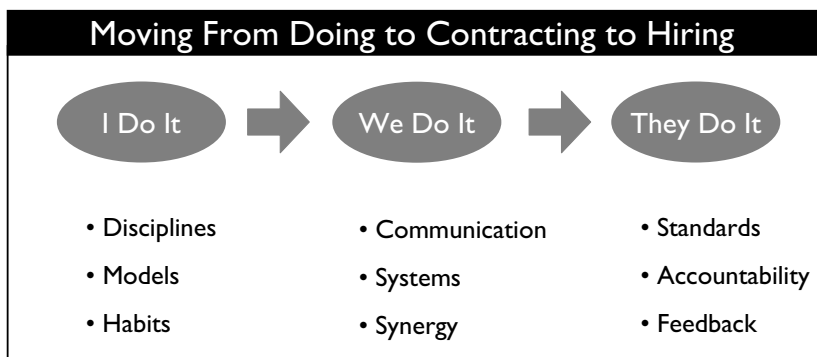 Moving From Doing to Contracting to Hiring
I Do It
We Do It
They Do It
• Disciplines
• Models
• Habits
• Communication
• Systems
• Synergy
• Standards
• Accountability
• Feedback